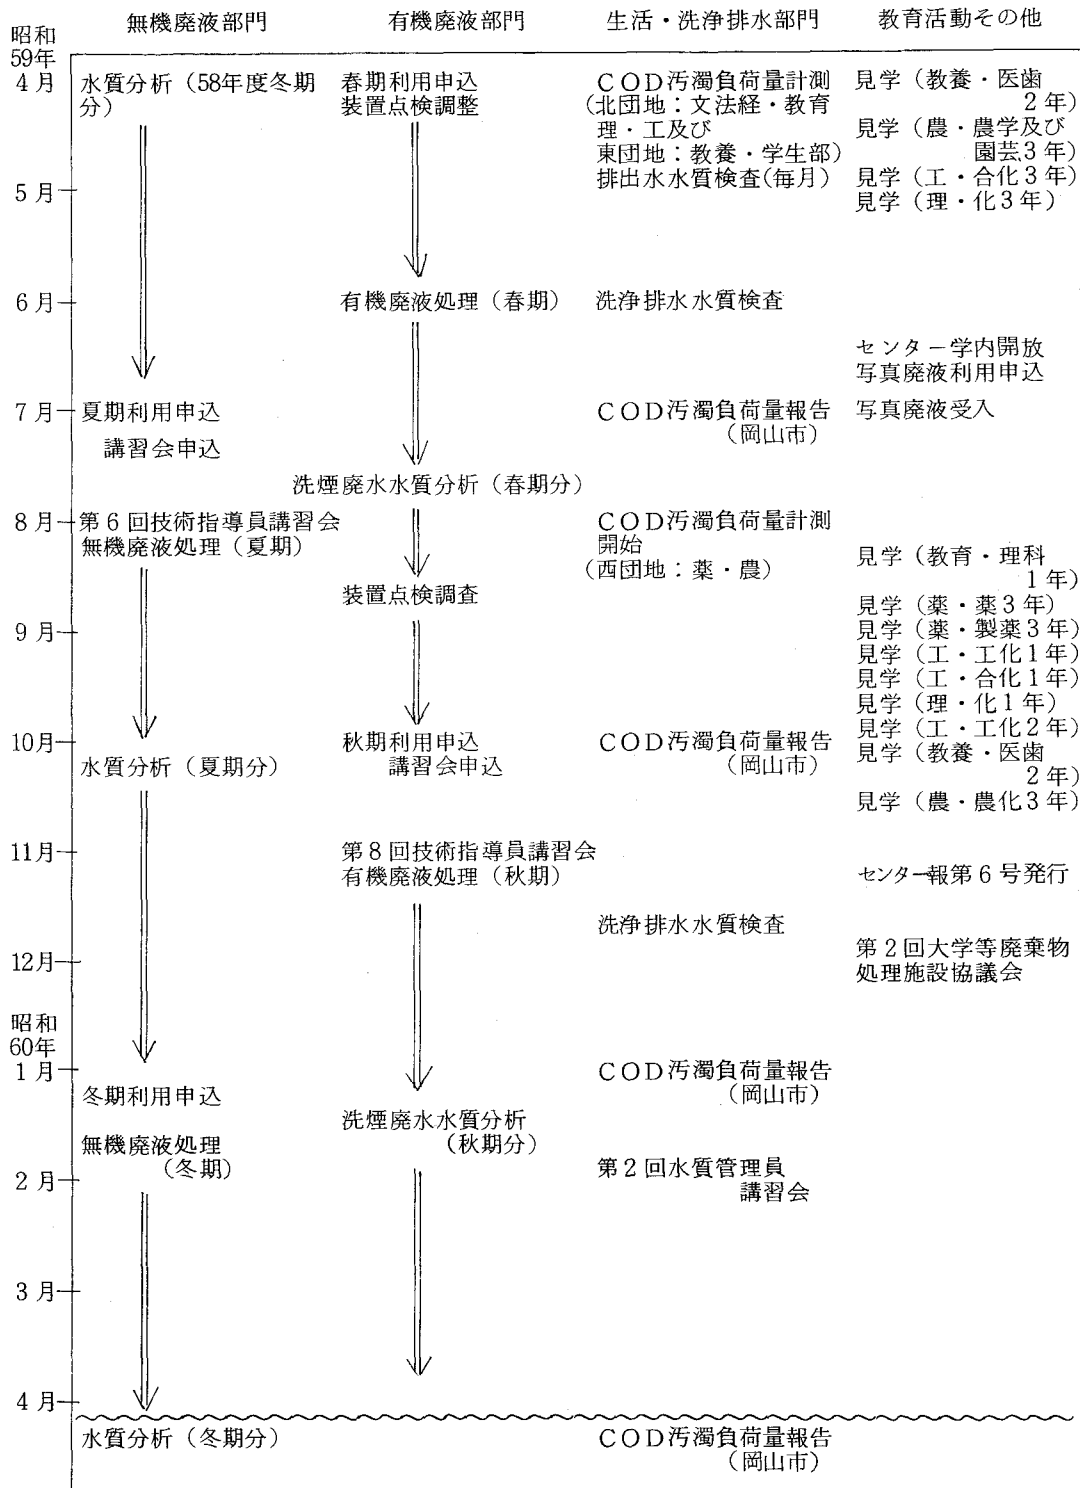 無機廃液部門　有機廃液部門　生活・洗浄排水部門　教育活動その他
昭和
59年
4月
5月
6月
7月
8月
9月
10月
11月
12月
昭和
60年
1月
2月
3月
4月
水質分析（58年度冬期
分）
夏期利用申込
講習会申込
第6回技術指導員講習会
無機廃液処理（夏期）
水質分析（夏期分）
冬期利用申込
無機廃液処理
（冬期）
水質分析（冬期分）
春期利用申込
装置点検調整
有機廃液処理（春期）
洗煙廃水水質分析（春期分）
装置点検調査
秋期利用申込
講習会申込
第8回技術指導員講習会
有機廃液処理（秋期）
洗煙廃水水質分析
（秋期分）
ＣＯＤ汚濁負荷量計測
（北団地：文法経・教育
理・工及び
東団地：教養・学生部）
排出水水質検査（毎月）
洗浄排水水質検査
ＣＯＤ汚濁負荷量報告
（岡山市）
ＣＯＤ汚濁負荷量計測
開始
（西団地：薬・農）
ＣＯＤ汚濁負荷量報告
（岡山市）
洗浄排水水質検査
ＣＯＤ汚濁負荷量報告
（岡山市）
第2回水質管理員
講習会
ＣＯＤ汚濁負荷量報告
（岡山市）
見学（教養・医歯
2年）
見学（農・農学及び
園芸3年）
見学（工・合化3年）
見学（理・化3年）
センター学内開放
写真廃液利用申込
写真廃液受入
見学（教育・理科
1年）
見学（薬・薬3年）
見学（薬・製薬3年）
見学（工・工化1年）
見学（工・合化1年）
見学（理・化1年）
見学（工・工化2年）
見学（教養・医歯
2年）
見学（農・農化3年）
センター報第6号発行
第2回大学等廃棄物
処理施設協議会